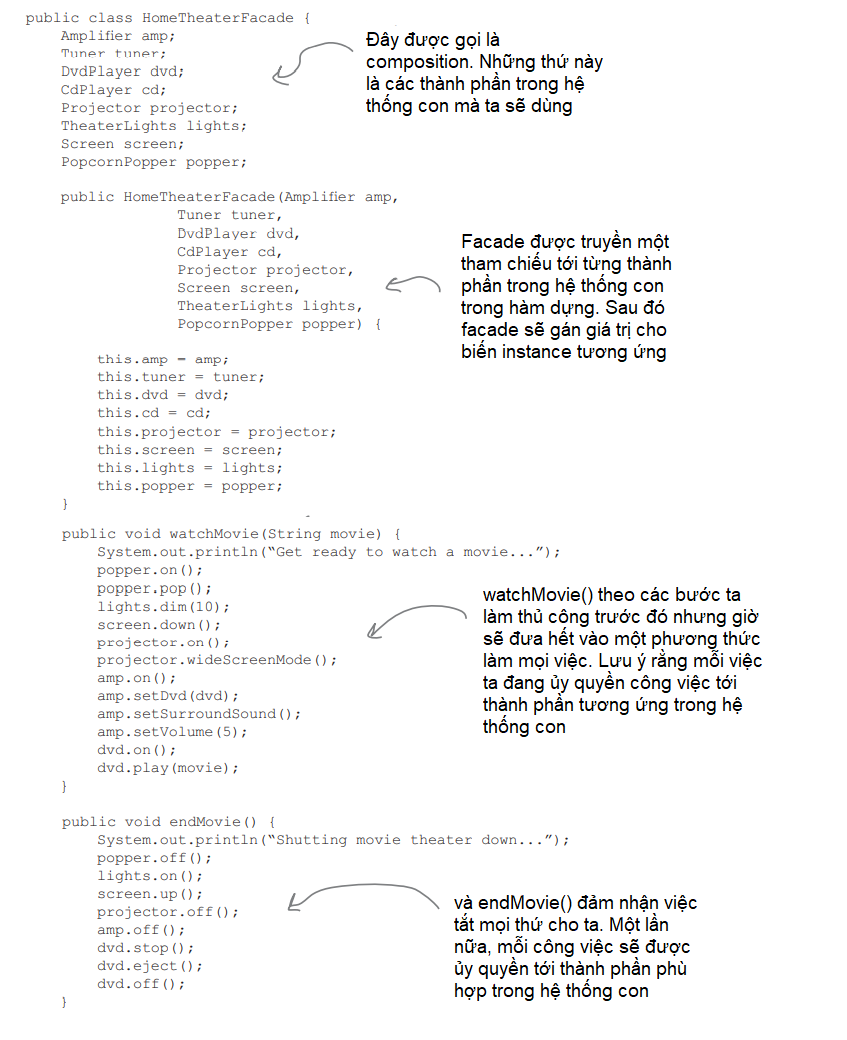 public class HomeTheaterFacade {
Amplifier amp;
Tuner tuner;
DvdPlayer dvd;
CdPlayer cd;
Projector projector;
TheaterLights lights;
Screen screen;
PopcornPopper popper;
Đây được gọi là
composition. Những thứ này
là các thành phần trong hệ
thống con mà ta sẽ dùng
public HomeTheaterFacade(Amplifier amp,
Tuner tuner,
DvdPlayer dvd,
CdPlayer cd,
Projector projector,
Screen screen,
TheaterLights lights,
PopcornPopper popper) {
Facade được truyền một
tham chiếu tới từng thành
phần trong hệ thống con
trong hàm dựng. Sau đó
facade sẽ gán giá trị cho
biến instance tương ứng
this.amp = amp;
this.tuner = tuner;
this.dvd = dvd;
this.cd = cd;
this.projector = projector;
this.screen = screen;
this.lights = lights;
this.popper = popper;
}
public void watchMovie(String movie) {
System.out.println(“Get ready to watch a movie...”);
popper.on();
popper.pop();
lights.dim(10);
screen.down();
projector.on();
projector.wideScreenMode();
amp.on();
amp.setDvd(dvd);
amp.setSurroundSound();
amp.setVolume(5);
dvd.on();
dvd.play(movie);
}
watchMovie() theo các bước ta
làm thủ công trước đó nhưng giờ
sẽ đưa hết vào một phương thức
làm mọi việc. Lưu ý rằng mỗi việc
ta đang ủy quyền công việc tới
thành phần tương ứng trong hệ
thống con
public void endMovie() {
System.out.println(“Shutting movie theater down...”);
popper.off();
lights.on();
screen.up();
projector.off();
amp.off();
dvd.stop();
dvd.eject();
dvd.off();
}
và endMovie() đảm nhận việc
tắt mọi thứ cho ta. Một lần
nữa, mỗi công việc sẽ được
ủy quyền tới thành phần phù
hợp trong hệ thống con